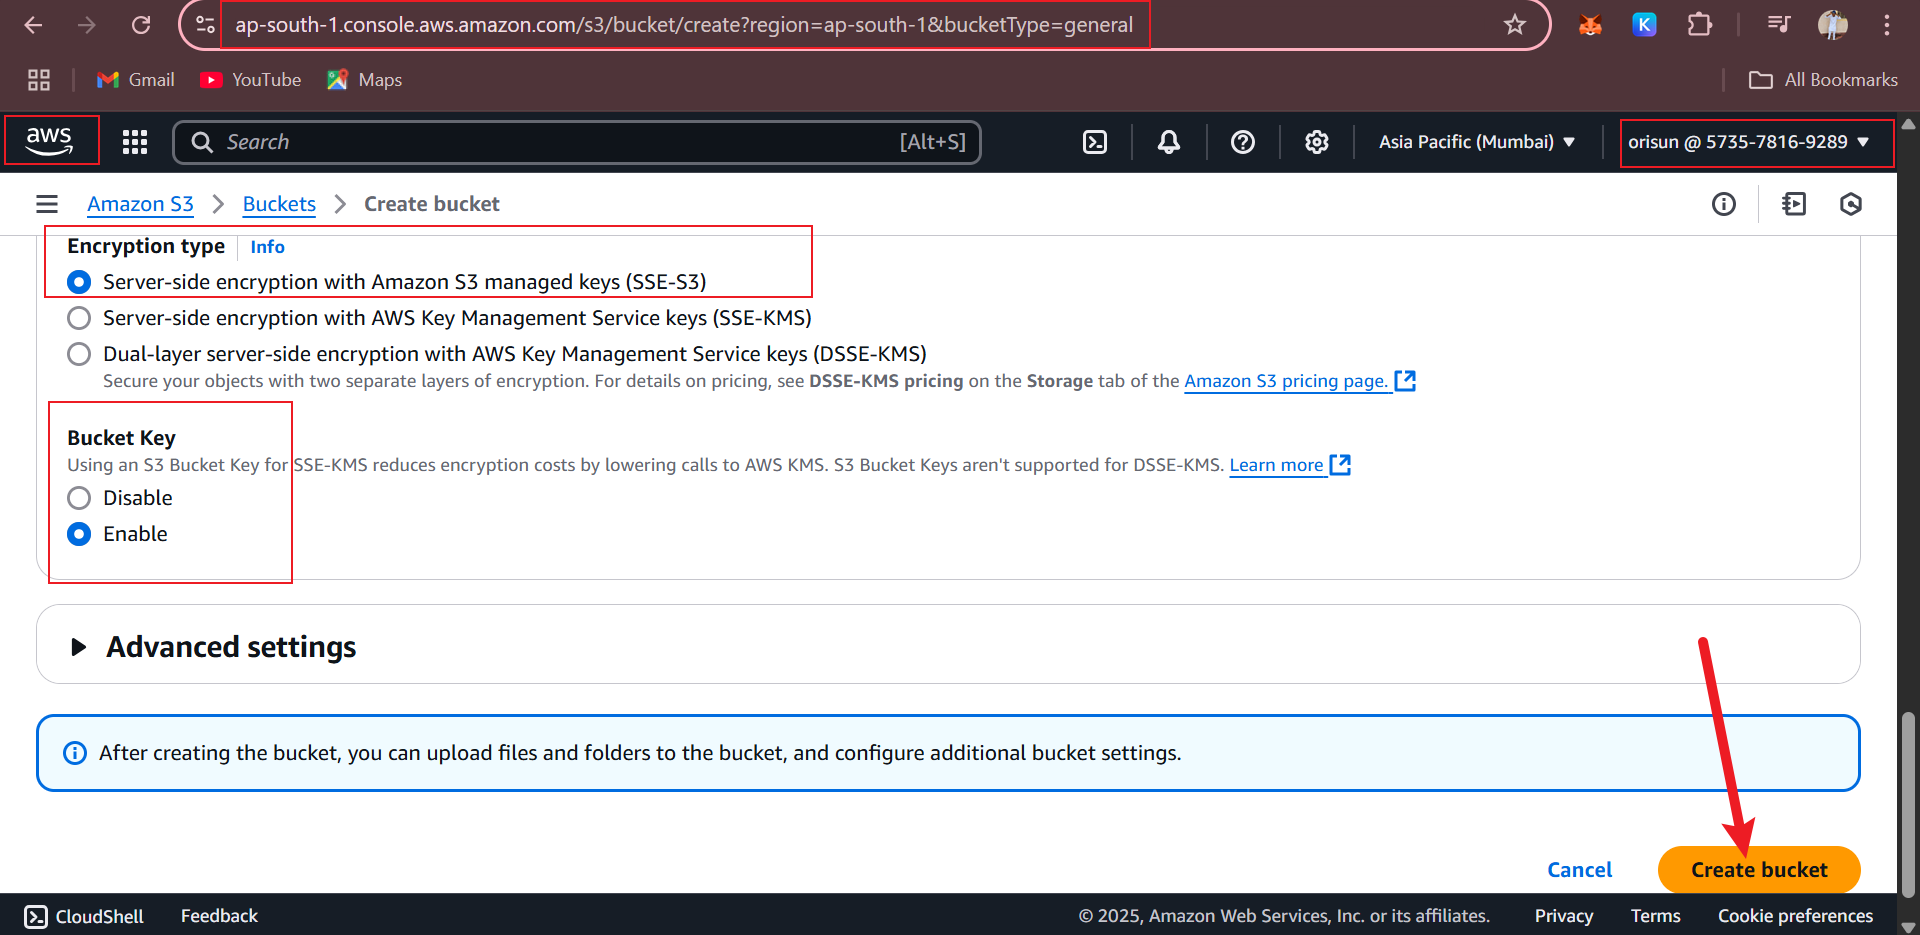 ap-south-1.console.aws.amazon.com/s3/bucket/create?region=ap-south-1&bucketType=general
K
Gmail
YouTube
Maps
All Bookmarks
aws
Search
[Alt+S]
Asia Pacific (Mumbai)
orisun @ 5735-7816-9289
Amazon S3
Buckets
Create bucket
Encryption type
Info
Server-side encryption with Amazon S3 managed keys (SSE-S3)
Server-side encryption with AWS Key Management Service keys (SSE-KMS)
Dual-layer server-side encryption with AWS Key Management Service keys (DSSE-KMS)
Secure your objects with two separate layers of encryption. For details on pricing, see DSSE-KMS pricing on the Storage tab of the Amazon S3 pricing page.
Bucket Key
Using an S3 Bucket Key for SSE-KMS reduces encryption costs by lowering calls to AWS KMS. S3 Bucket Keys aren't supported for DSSE-KMS. Learn more
Disable
Enable
Advanced settings
After creating the bucket, you can upload files and folders to the bucket, and configure additional bucket settings.
Cancel
Create bucket
CloudShell
Feedback
© 2025, Amazon Web Services, Inc. or its affiliates.
Privacy
Terms
Cookie preferences